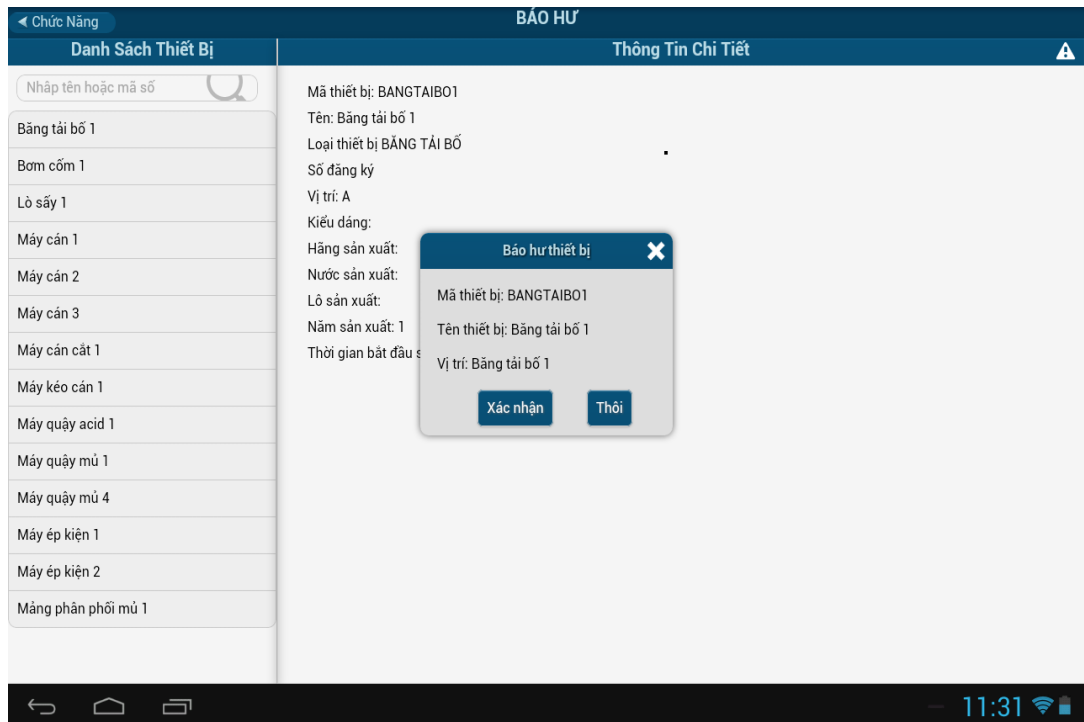 Chức Năng
BÁO HƯ
Danh Sách Thiết Bị
Thông Tin Chi Tiết
Nhập tên hoặc mã số
Băng tải bố 1
Bơm cốm 1
Lò sấy 1
Máy cán 1
Máy cán 2
Máy cán 3
Máy cán cắt 1
Máy kéo cán 1
Máy quậy acid 1
Máy quậy mủ 1
Máy quậy mủ 4
Máy ép kiện 1
Máy ép kiện 2
Mảng phân phối mủ 1
Mã thiết bị: BANGTAIBO1
Tên: Băng tải bố 1
Loại thiết bị BĂNG TẢI BỐ
Số đăng ký
Vị trí: A
Kiểu dáng:
Hãng sản xuất:
Nước sản xuất:
Lô sản xuất:
Năm sản xuất: 1
Thời gian bắt đầu s
Báo hư thiết bị
Mã thiết bị: BANGTAIBO1
Tên thiết bị: Băng tải bố 1
Vị trí: Băng tải bố 1
Xác nhận
Thôi
11:31